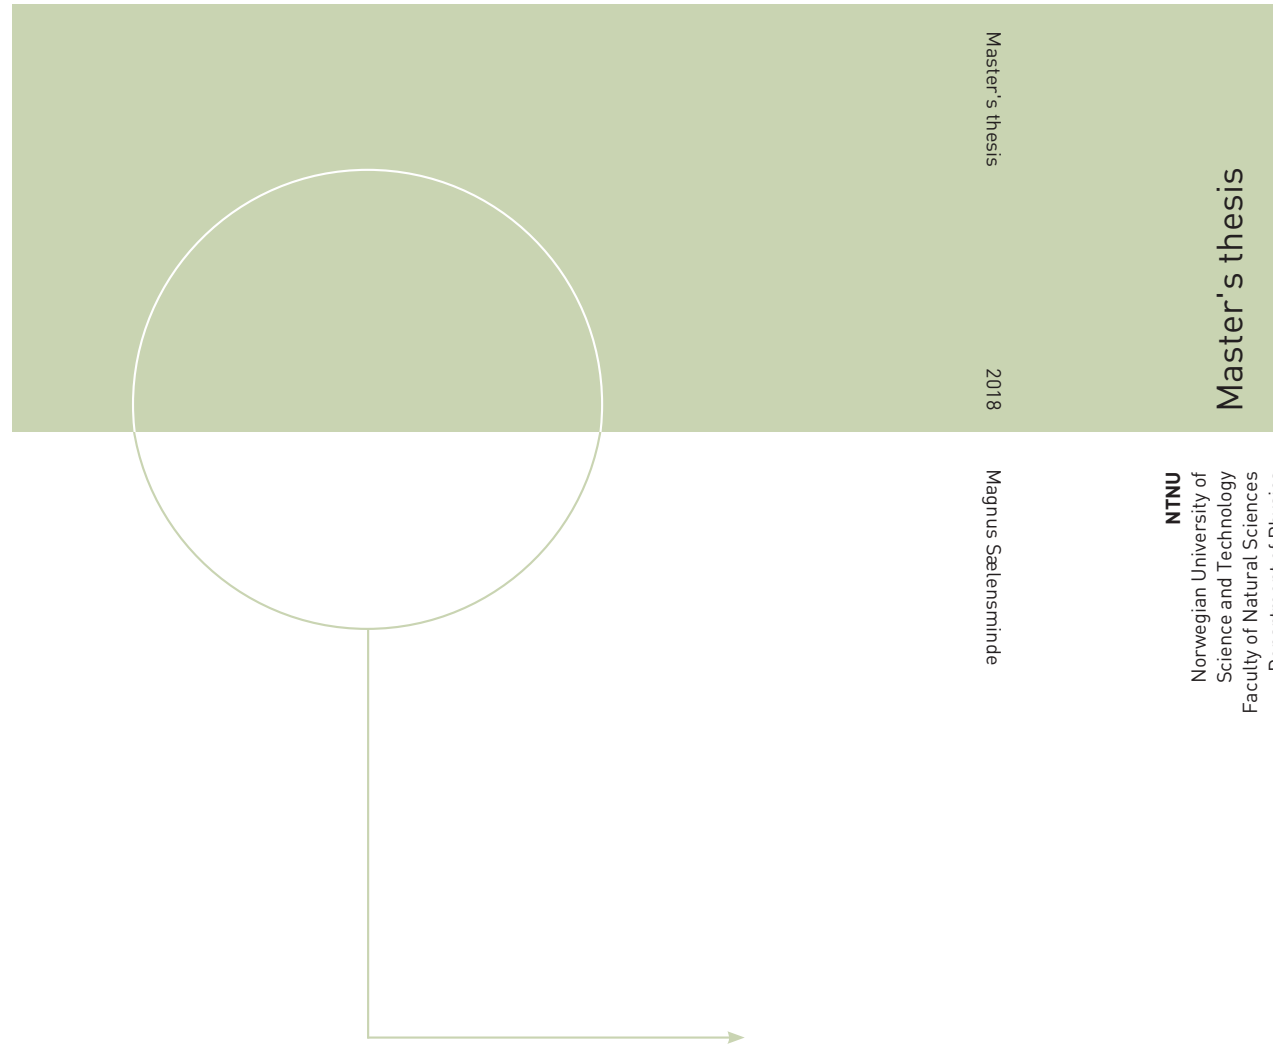 Master's thesis
2018
Magnus Sælensminde
Master's thesis
NTNU
Norwegian University of
Science and Technology
Faculty of Natural Sciences